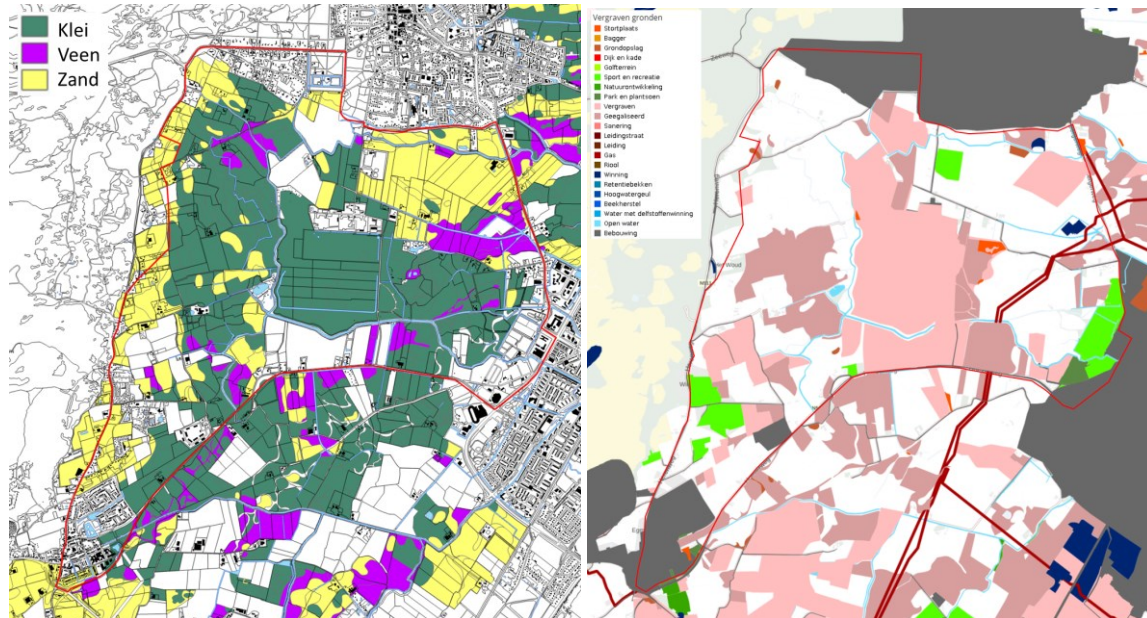 Klei
Veen
Zand
Vergraven gronden
Stortplaats
Bagger
Grondopslag
Dijk en kade
Golfterrein
Sport en recreatie
Natuurontwikkeling
Park en plantsoen
Vergraven
Geegaliseerd
Sanering
Leidingstraat
Leiding
Gas
Riool
Winning
Retentiebekken
Hoogwatergeul
Beekherstel
Water met delfstoffenwinning
Open water
Bebouwing